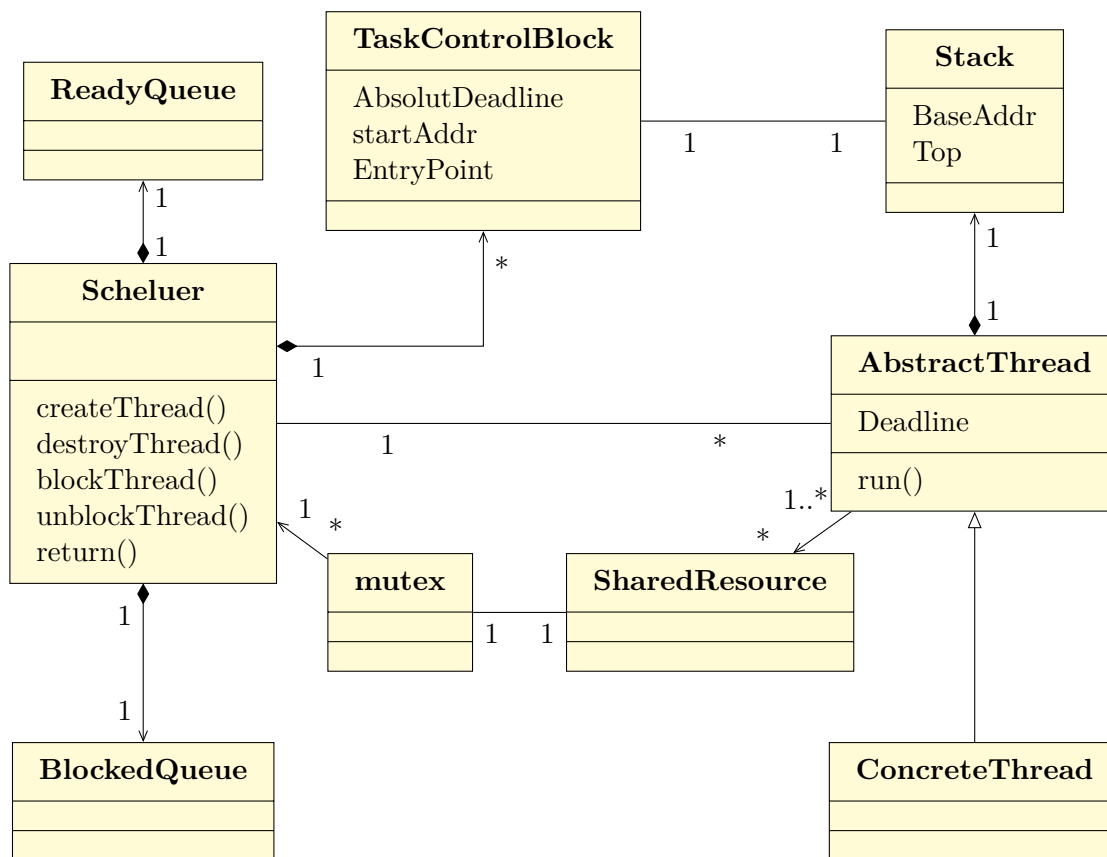 TaskControlBlock
AbsolutDeadline
startAddr
EntryPoint
Stack
BaseAddr
Top
ReadyQueue
1
1
1
1
*
1
1
1
Scheluer
createThread()
destroyThread()
blockThread()
unblockThread()
return()
AbstractThread
Deadline
run()
1
*
1
*
1..*
*
mutex
1
1
SharedResource
1
1
BlockedQueue
ConcreteThread